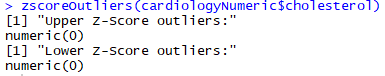 > zscoreOutliers(cardiologyNumeric$cholesterol)
[1] "Upper Z-Score outliers:"
numeric(0)
[1] "Lower Z-Score outliers:"
numeric(0)